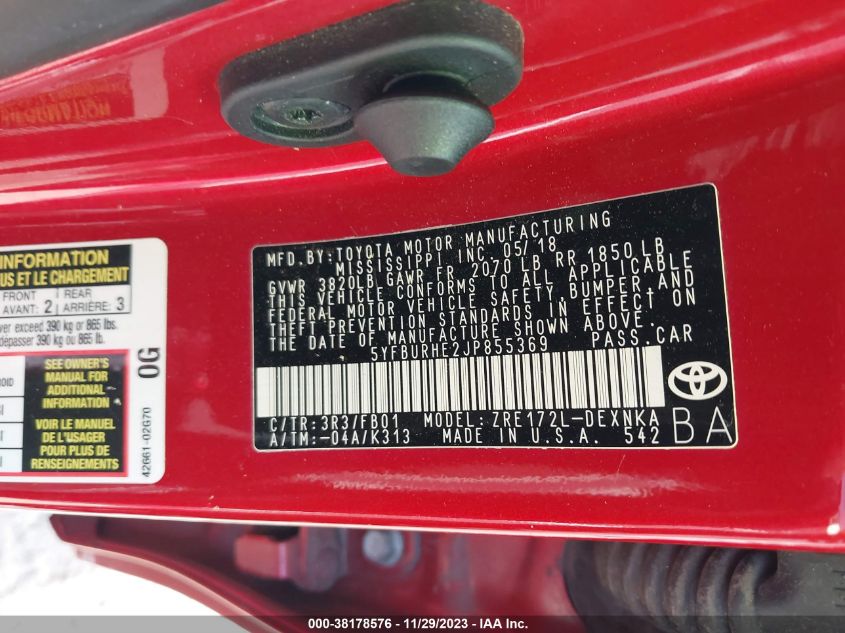 INFORMATION
US ET LE CHARGEMENT
FRONT
AVANT: 2
REAR
ARRIÈRE: 3
ver exceed 390 kg or 865 lbs.
dépasser 390 kg ou 865 lb.
SEE OWNER'S
MANUAL FOR
ADDITIONAL
INFORMATION
VOIR LE MANUEL
DE L'USAGER
POUR PLUS DE
RENSEIGNEMENTS
0G
42661-02G70
MFD.BY:TOYOTA MOTOR MANUFACTURING
MISSISSIPPI INC. 05/18
GVWR 3820LB GAWR FR 2070 LB RR 1850 LB
THIS VEHICLE CONFORMS TO ALL APPLICABLE
FEDERAL MOTOR VEHICLE SAFETY, BUMPER, AND
THEFT PREVENTION STANDARDS IN EFFECT ON
THE DATE OF MANUFACTURE SHOWN ABOVE.
5YFBURHE2JP855369 PASS.CAR
C/TR:3R3/FB01 MODEL:ZRE172L-DEXNKA
A/TM:-04A/K313 MADE IN U.S.A. 542
BA
000-38178576 - 11/29/2023 - IAA Inc.